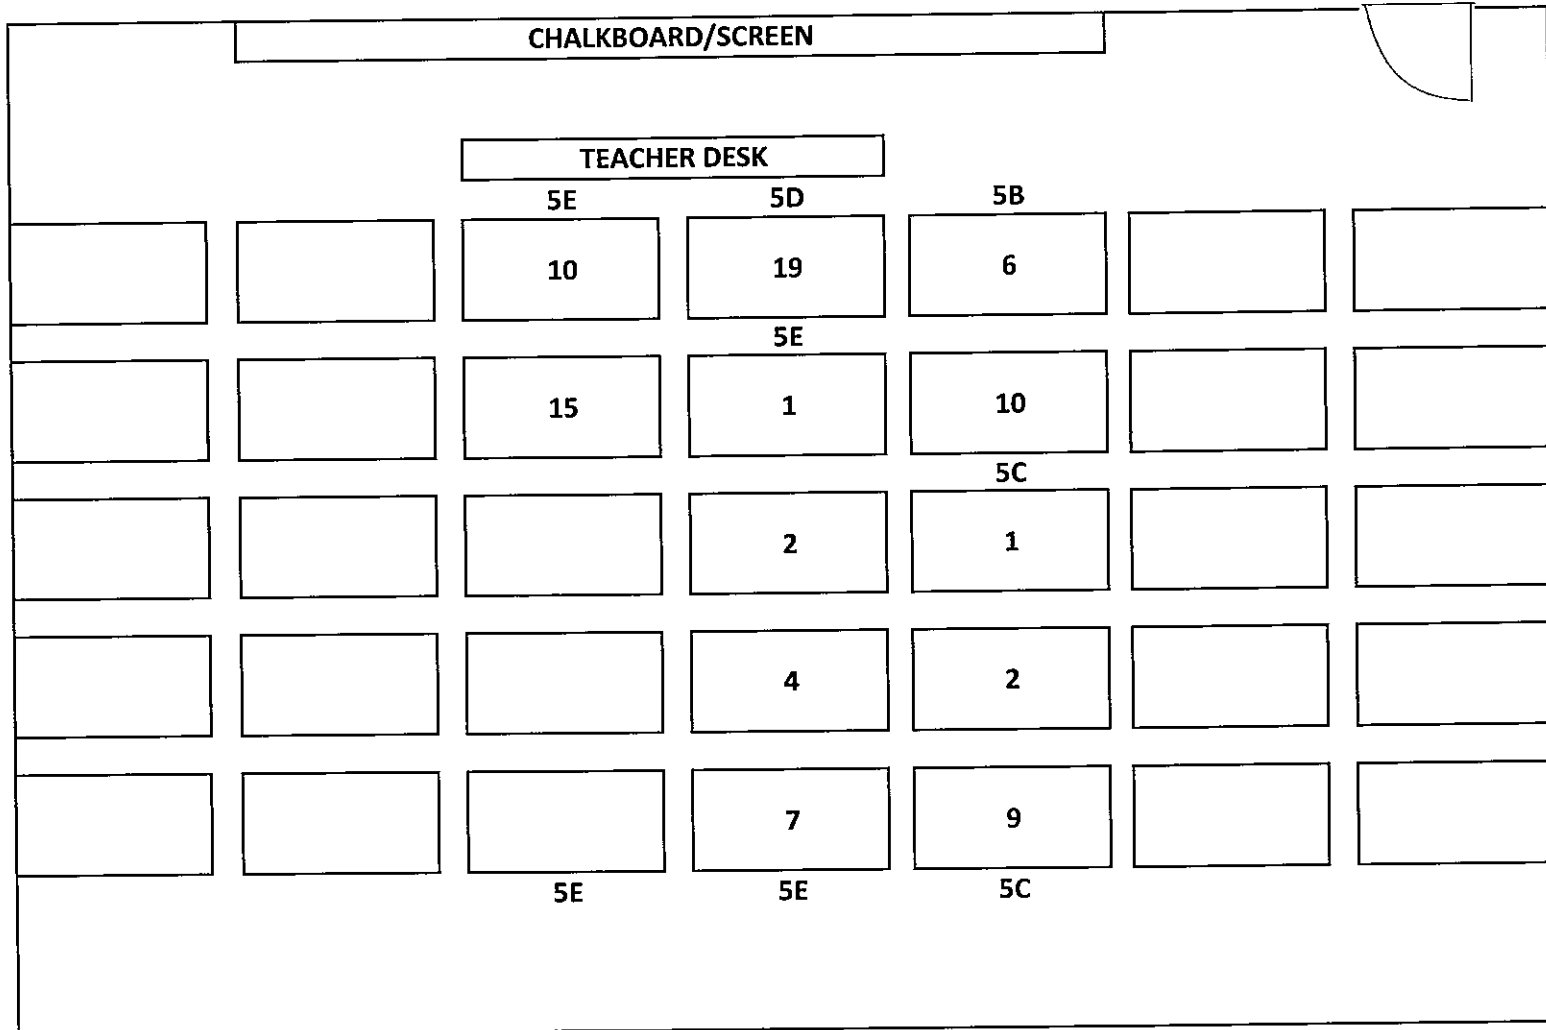 CHALKBOARD/SCREEN
TEACHER DESK
5E 5D 5B
10 19 6
5E
15 1 10
5C
2 1
4 2
7 9
5E 5E 5C